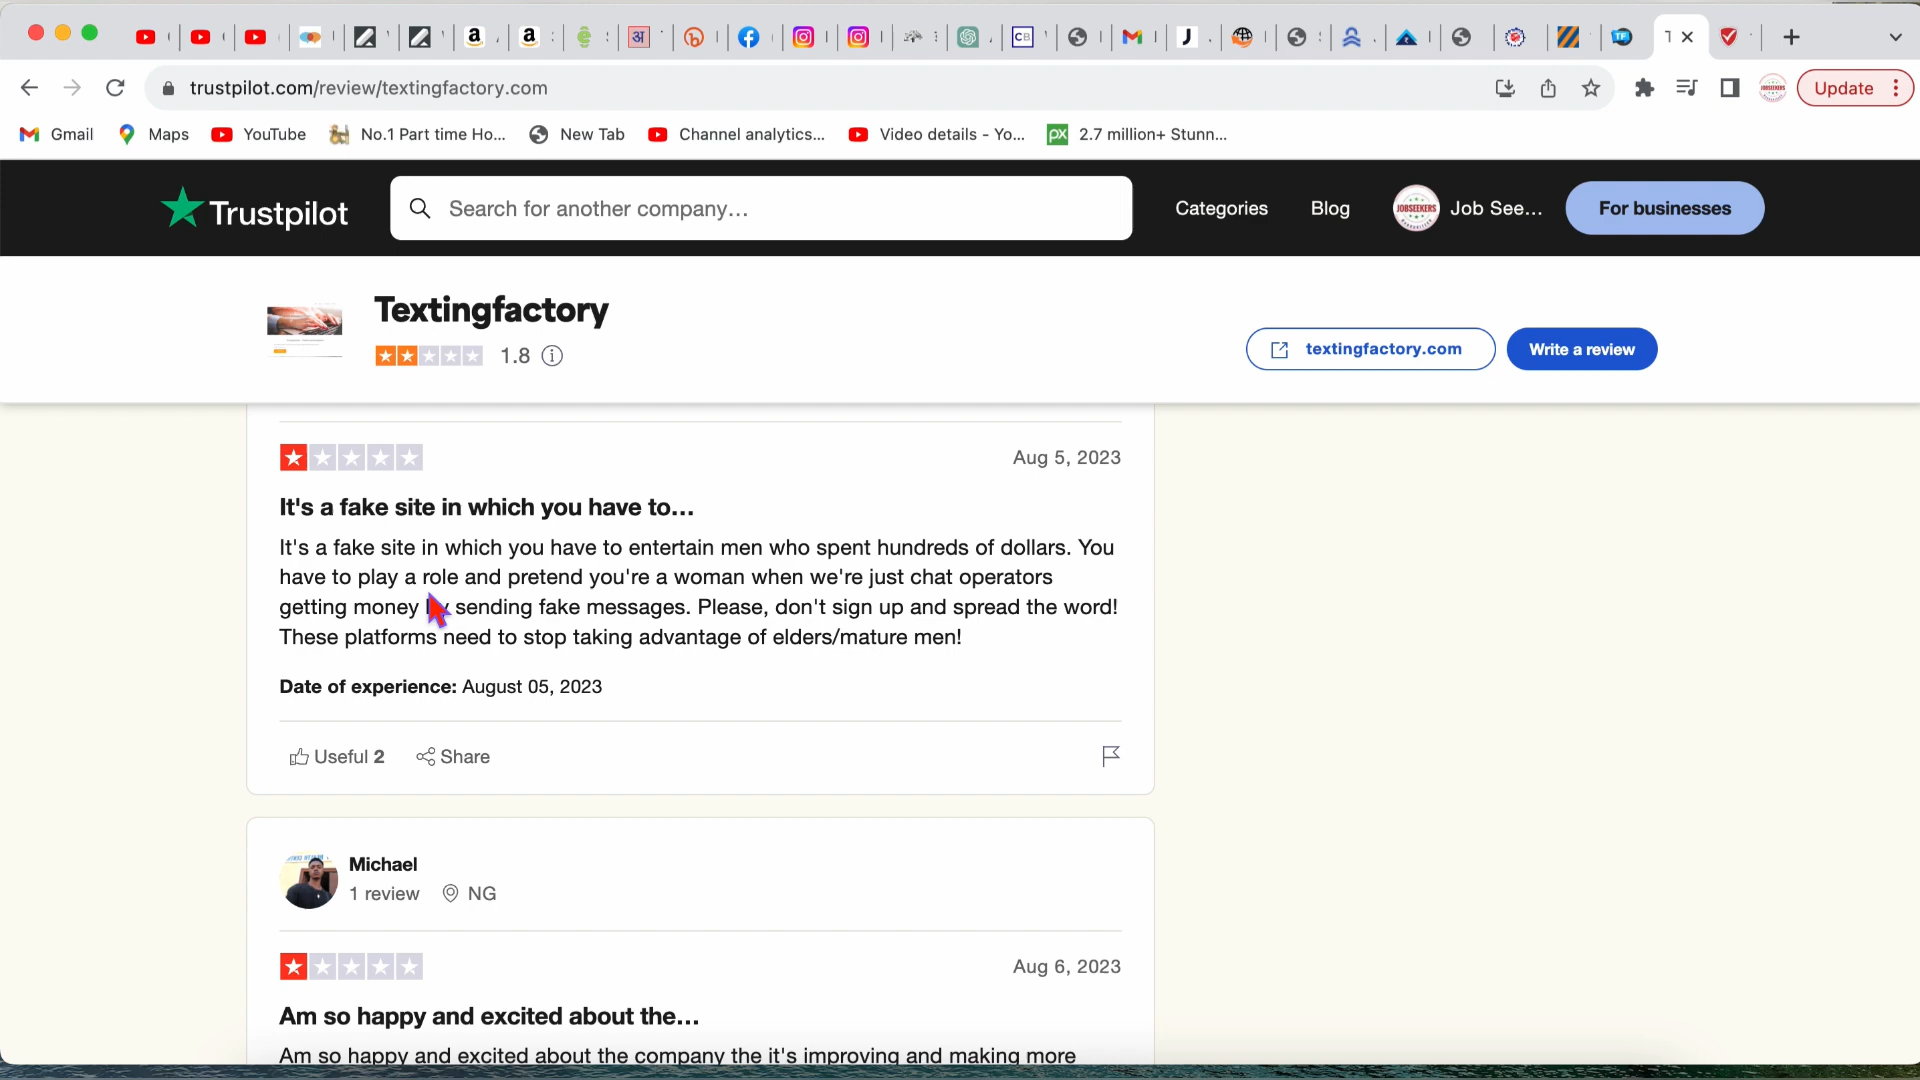 trustpilot.com/review/textingfactory.com
Update
Gmail
Maps
YouTube
No.1 Part time Ho...
New Tab
Channel analytics...
Video details - Yo...
2.7 million+ Stunn...
Trustpilot
Search for another company...
Categories
Blog
Job See...
For businesses
Textingfactory
1.8
textingfactory.com
Write a review
Aug 5, 2023
It's a fake site in which you have to...
It's a fake site in which you have to entertain men who spent hundreds of dollars. You
have to play a role and pretend you're a woman when we're just chat operators
getting money by sending fake messages. Please, don't sign up and spread the word!
These platforms need to stop taking advantage of elders/mature men!
Date of experience: August 05, 2023
Useful 2
Share
Michael
1 review
NG
Aug 6, 2023
Am so happy and excited about the...
Am so happy and excited about the company the it's improving and making more